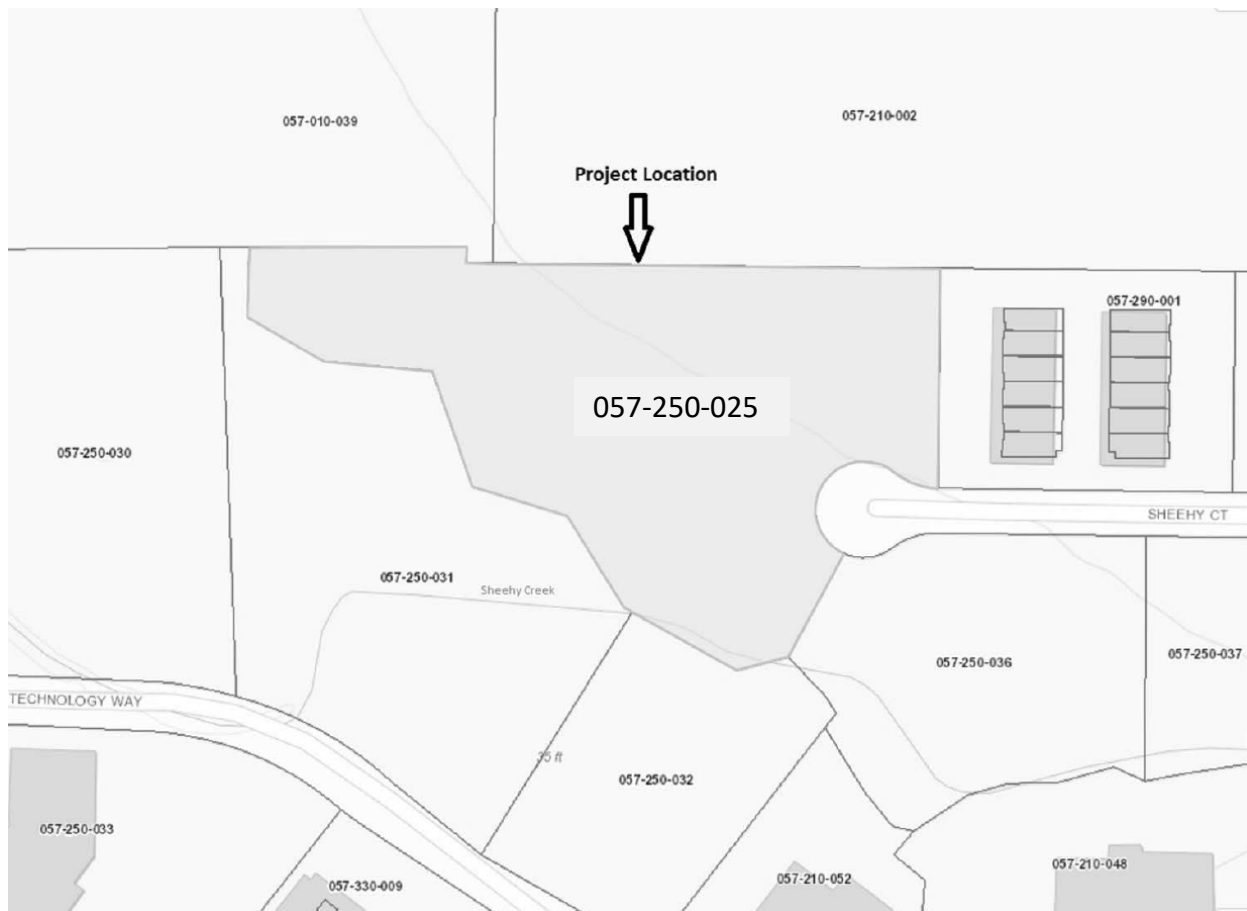 057-210-002
057-010-039
Project Location
057-290-001
057-250-025
057-250-030
SHEEHY CT
057-250-031
Sheehy Creek
057-250-036
057-250-037
TECHNOLOGY WAY
35 ft
057-250-032
057-250-033
057-210-048
057-330-009
057-210-052